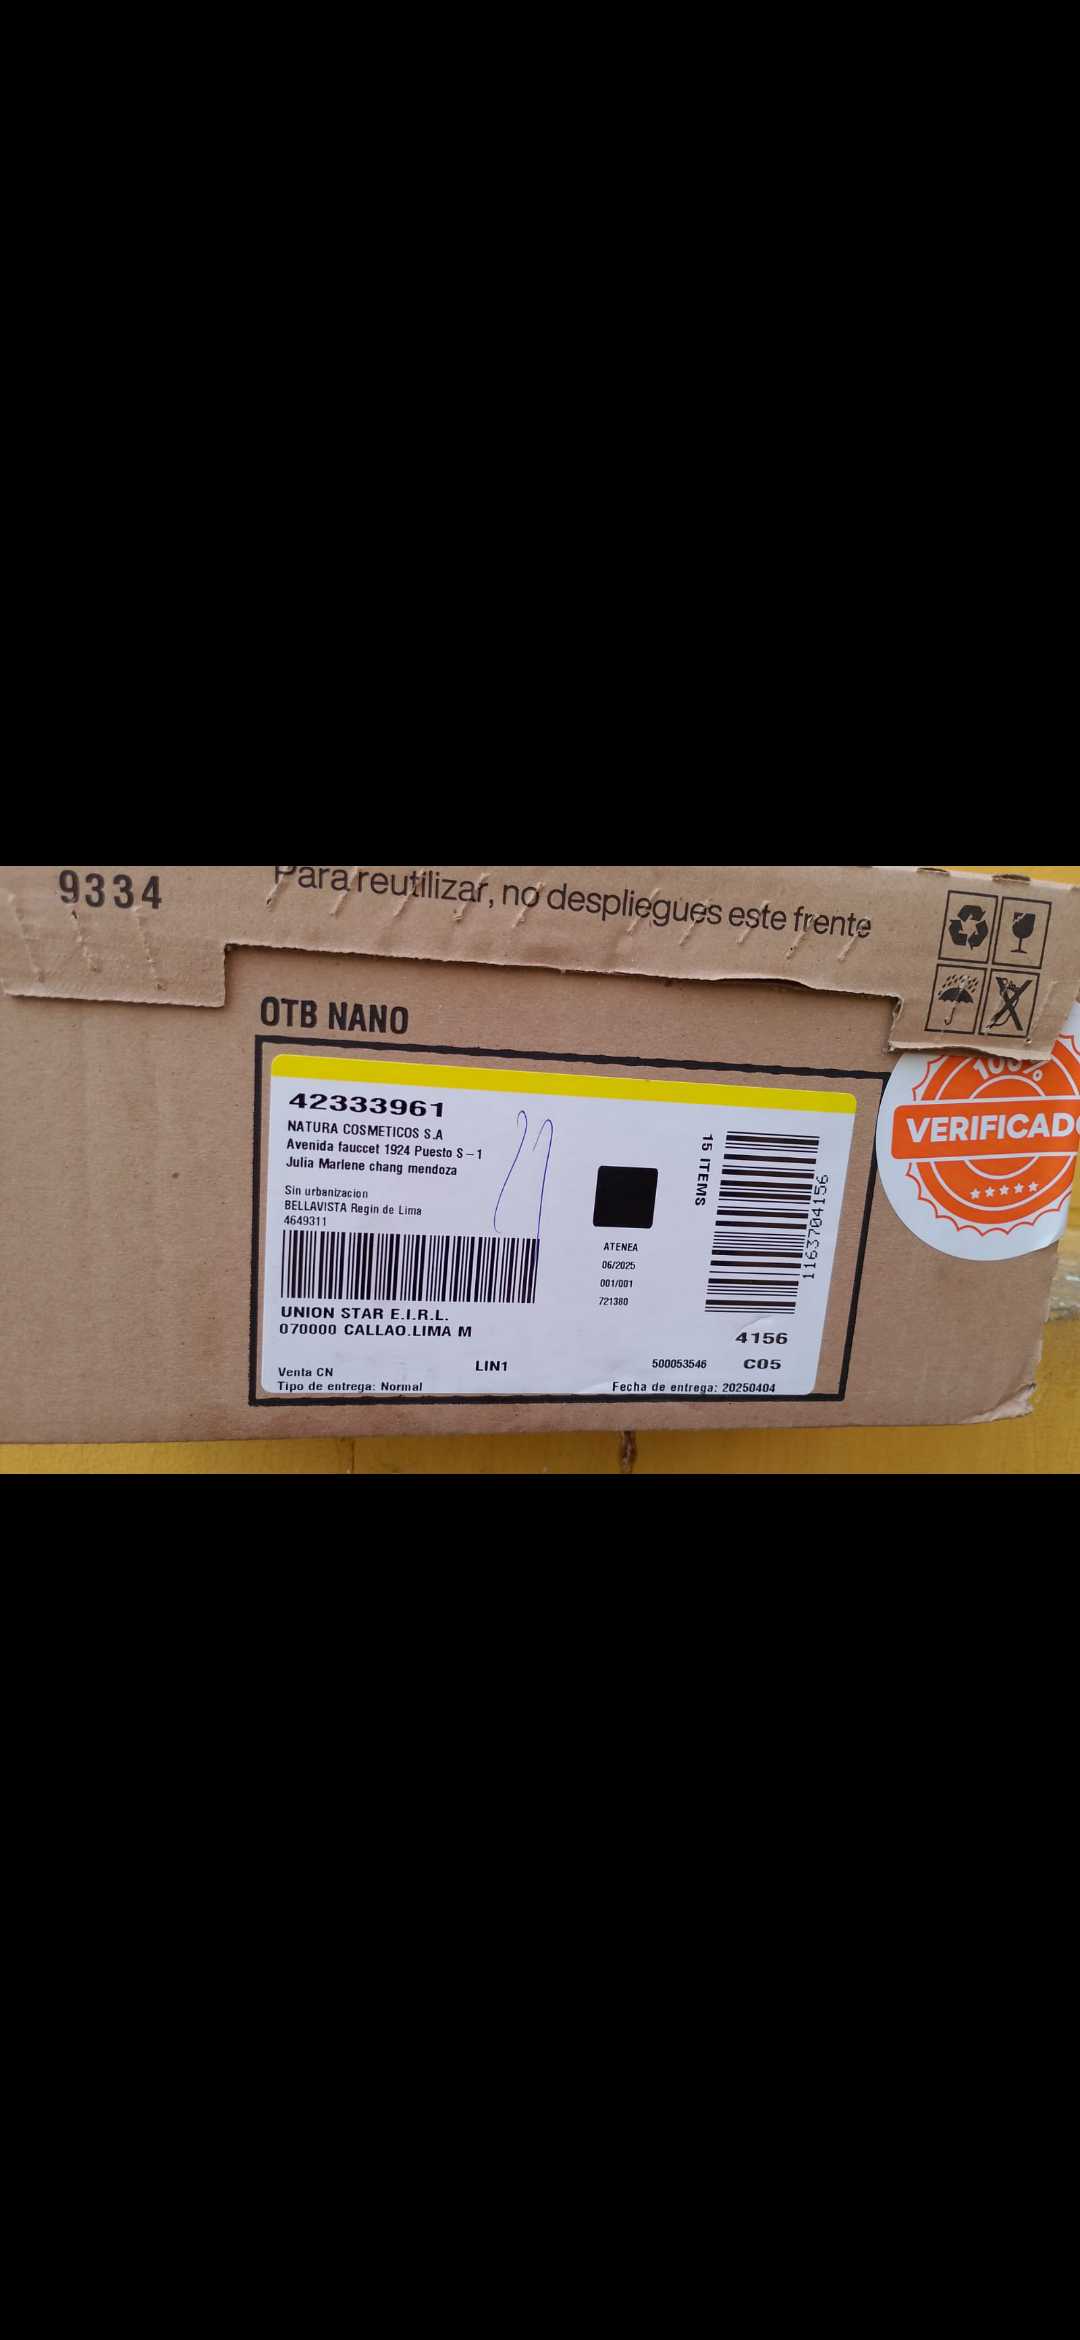 9334
Para reutilizar, no despliegues este frente
OTB NANO
42333961
NATURA COSMETICOS S.A
Avenida fauccet 1924 Puesto S-1
Julia Marlene chang mendoza
Sin urbanizacion
BELLAVISTA Regin de Lima
4649311
UNION STAR E.I.R.L.
070000 CALLAO.LIMA M
Venta CN
LIN1
Tipo de entrega: Normal
ATENEA
06/2025
001/001
721380
15 ITEMS
1163704156
4156
500053546
C05
Fecha de entrega: 20250404
100%
VERIFICADO